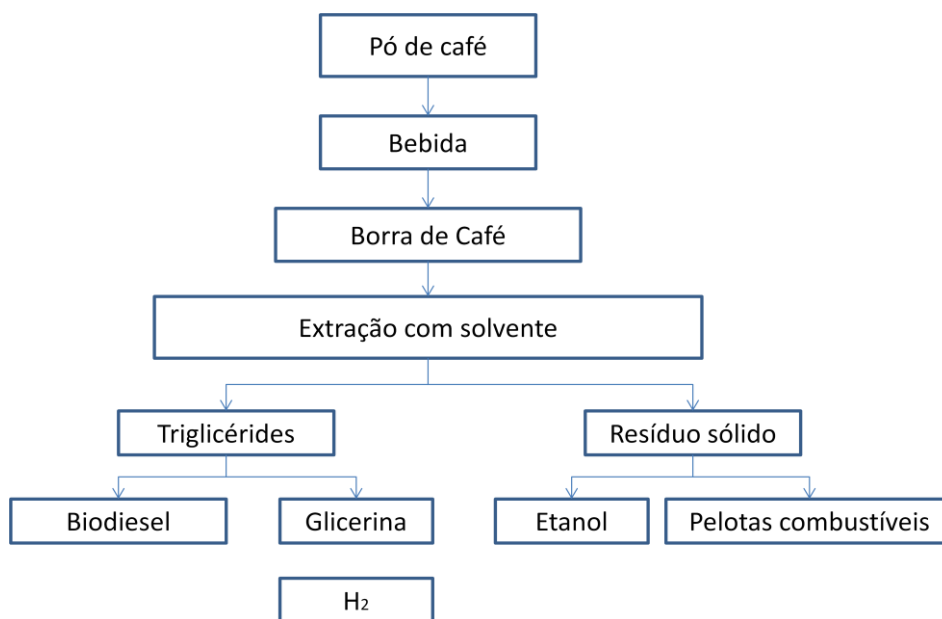 Pó de café
Bebida
Borra de Café
Extração com solvente
Triglicérides
Resíduo sólido
Biodiesel
Glicerina
Etanol
Pelotas combustíveis
H₂